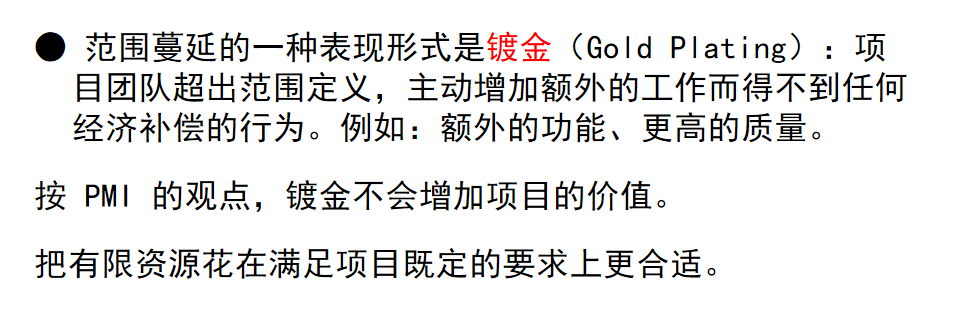 ● 范围蔓延的一种表现形式是镀金（Gold Plating）：项
目团队超出范围定义，主动增加额外的工作而得不到任何
经济补偿的行为。例如：额外的功能、更高的质量。
按 PMI 的观点，镀金不会增加项目的价值。
把有限资源花在满足项目既定的要求上更合适。